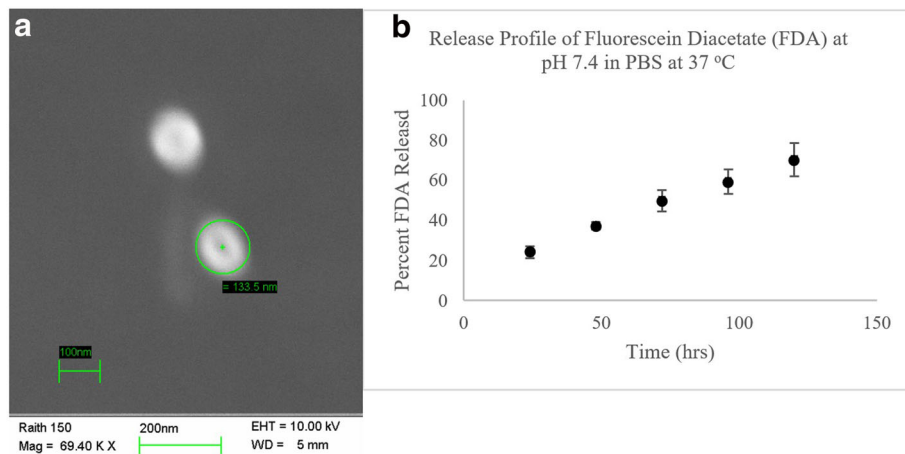 a
= 133.5 nm
100nm
Raith 150
Mag = 69.40 K X
200nm
EHT = 10.00 kV
WD = 5 mm
b
Release Profile of Fluorescein Diacetate (FDA) at
pH 7.4 in PBS at 37 °C
Percent FDA Releasd
100
80
60
40
20
0
0
50
100
150
Time (hrs)